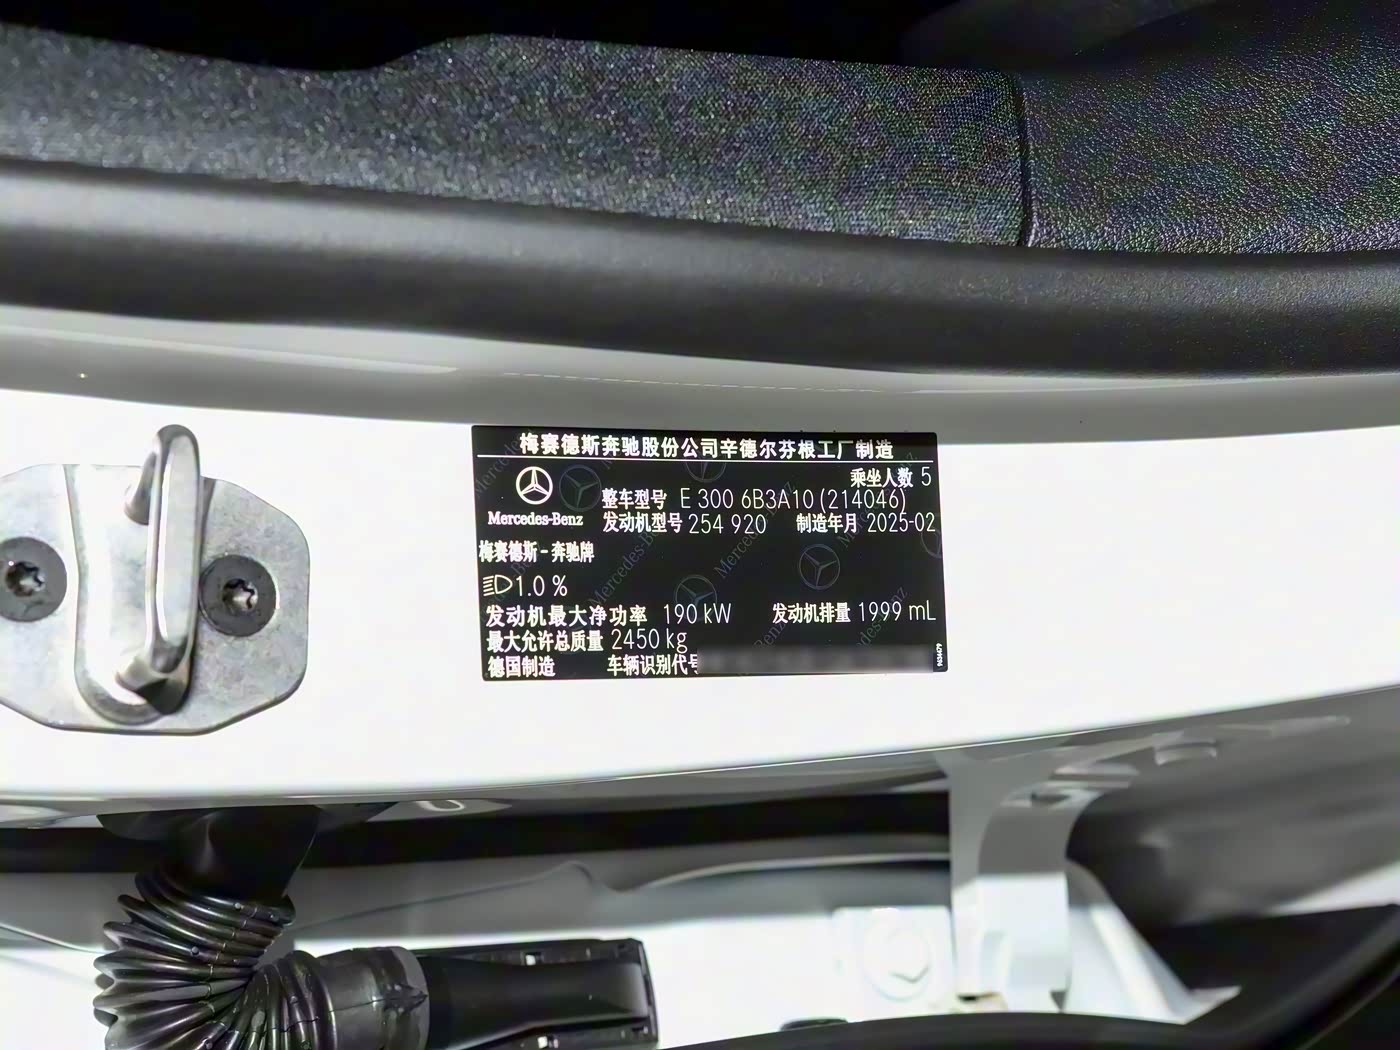 梅赛德斯奔驰股份公司辛德尔芬根工厂制造
乘坐人数 5
Mercedes-Benz
整车型号 E 300 6B3A10 (214046)
发动机型号 254 920 制造年月 2025-02
梅赛德斯-奔驰牌
1.0 %
发动机最大净功率 190 kW 发动机排量 1999 mL
最大允许总质量 2450 kg
德国制造 车辆识别代号